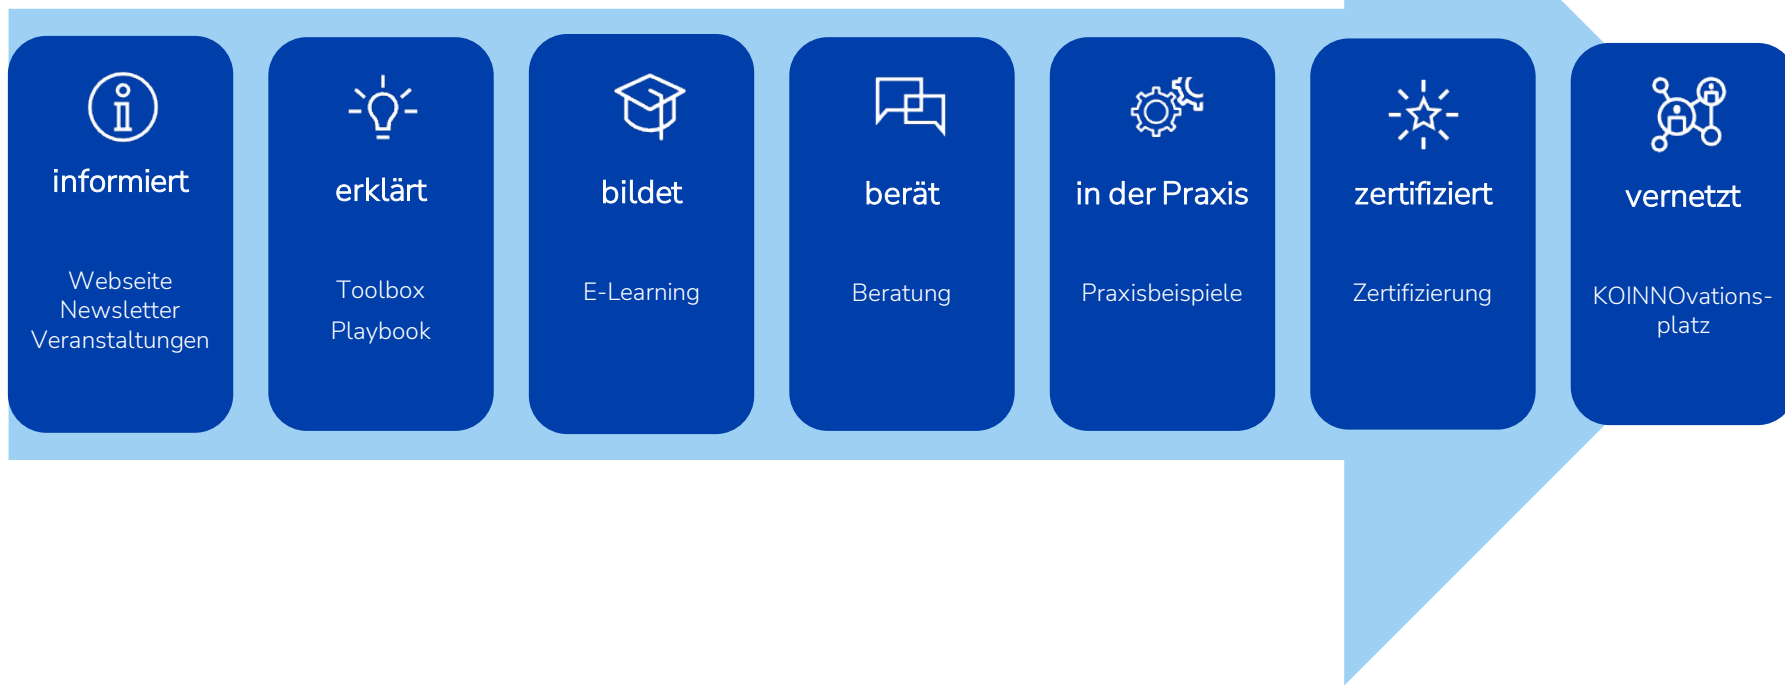 informiert
Webseite
Newsletter
Veranstaltungen
erklärt
Toolbox
Playbook
bildet
E-Learning
berät
Beratung
in der Praxis
Praxisbeispiele
zertifiziert
Zertifizierung
vernetzt
KOINNOvations-
platz